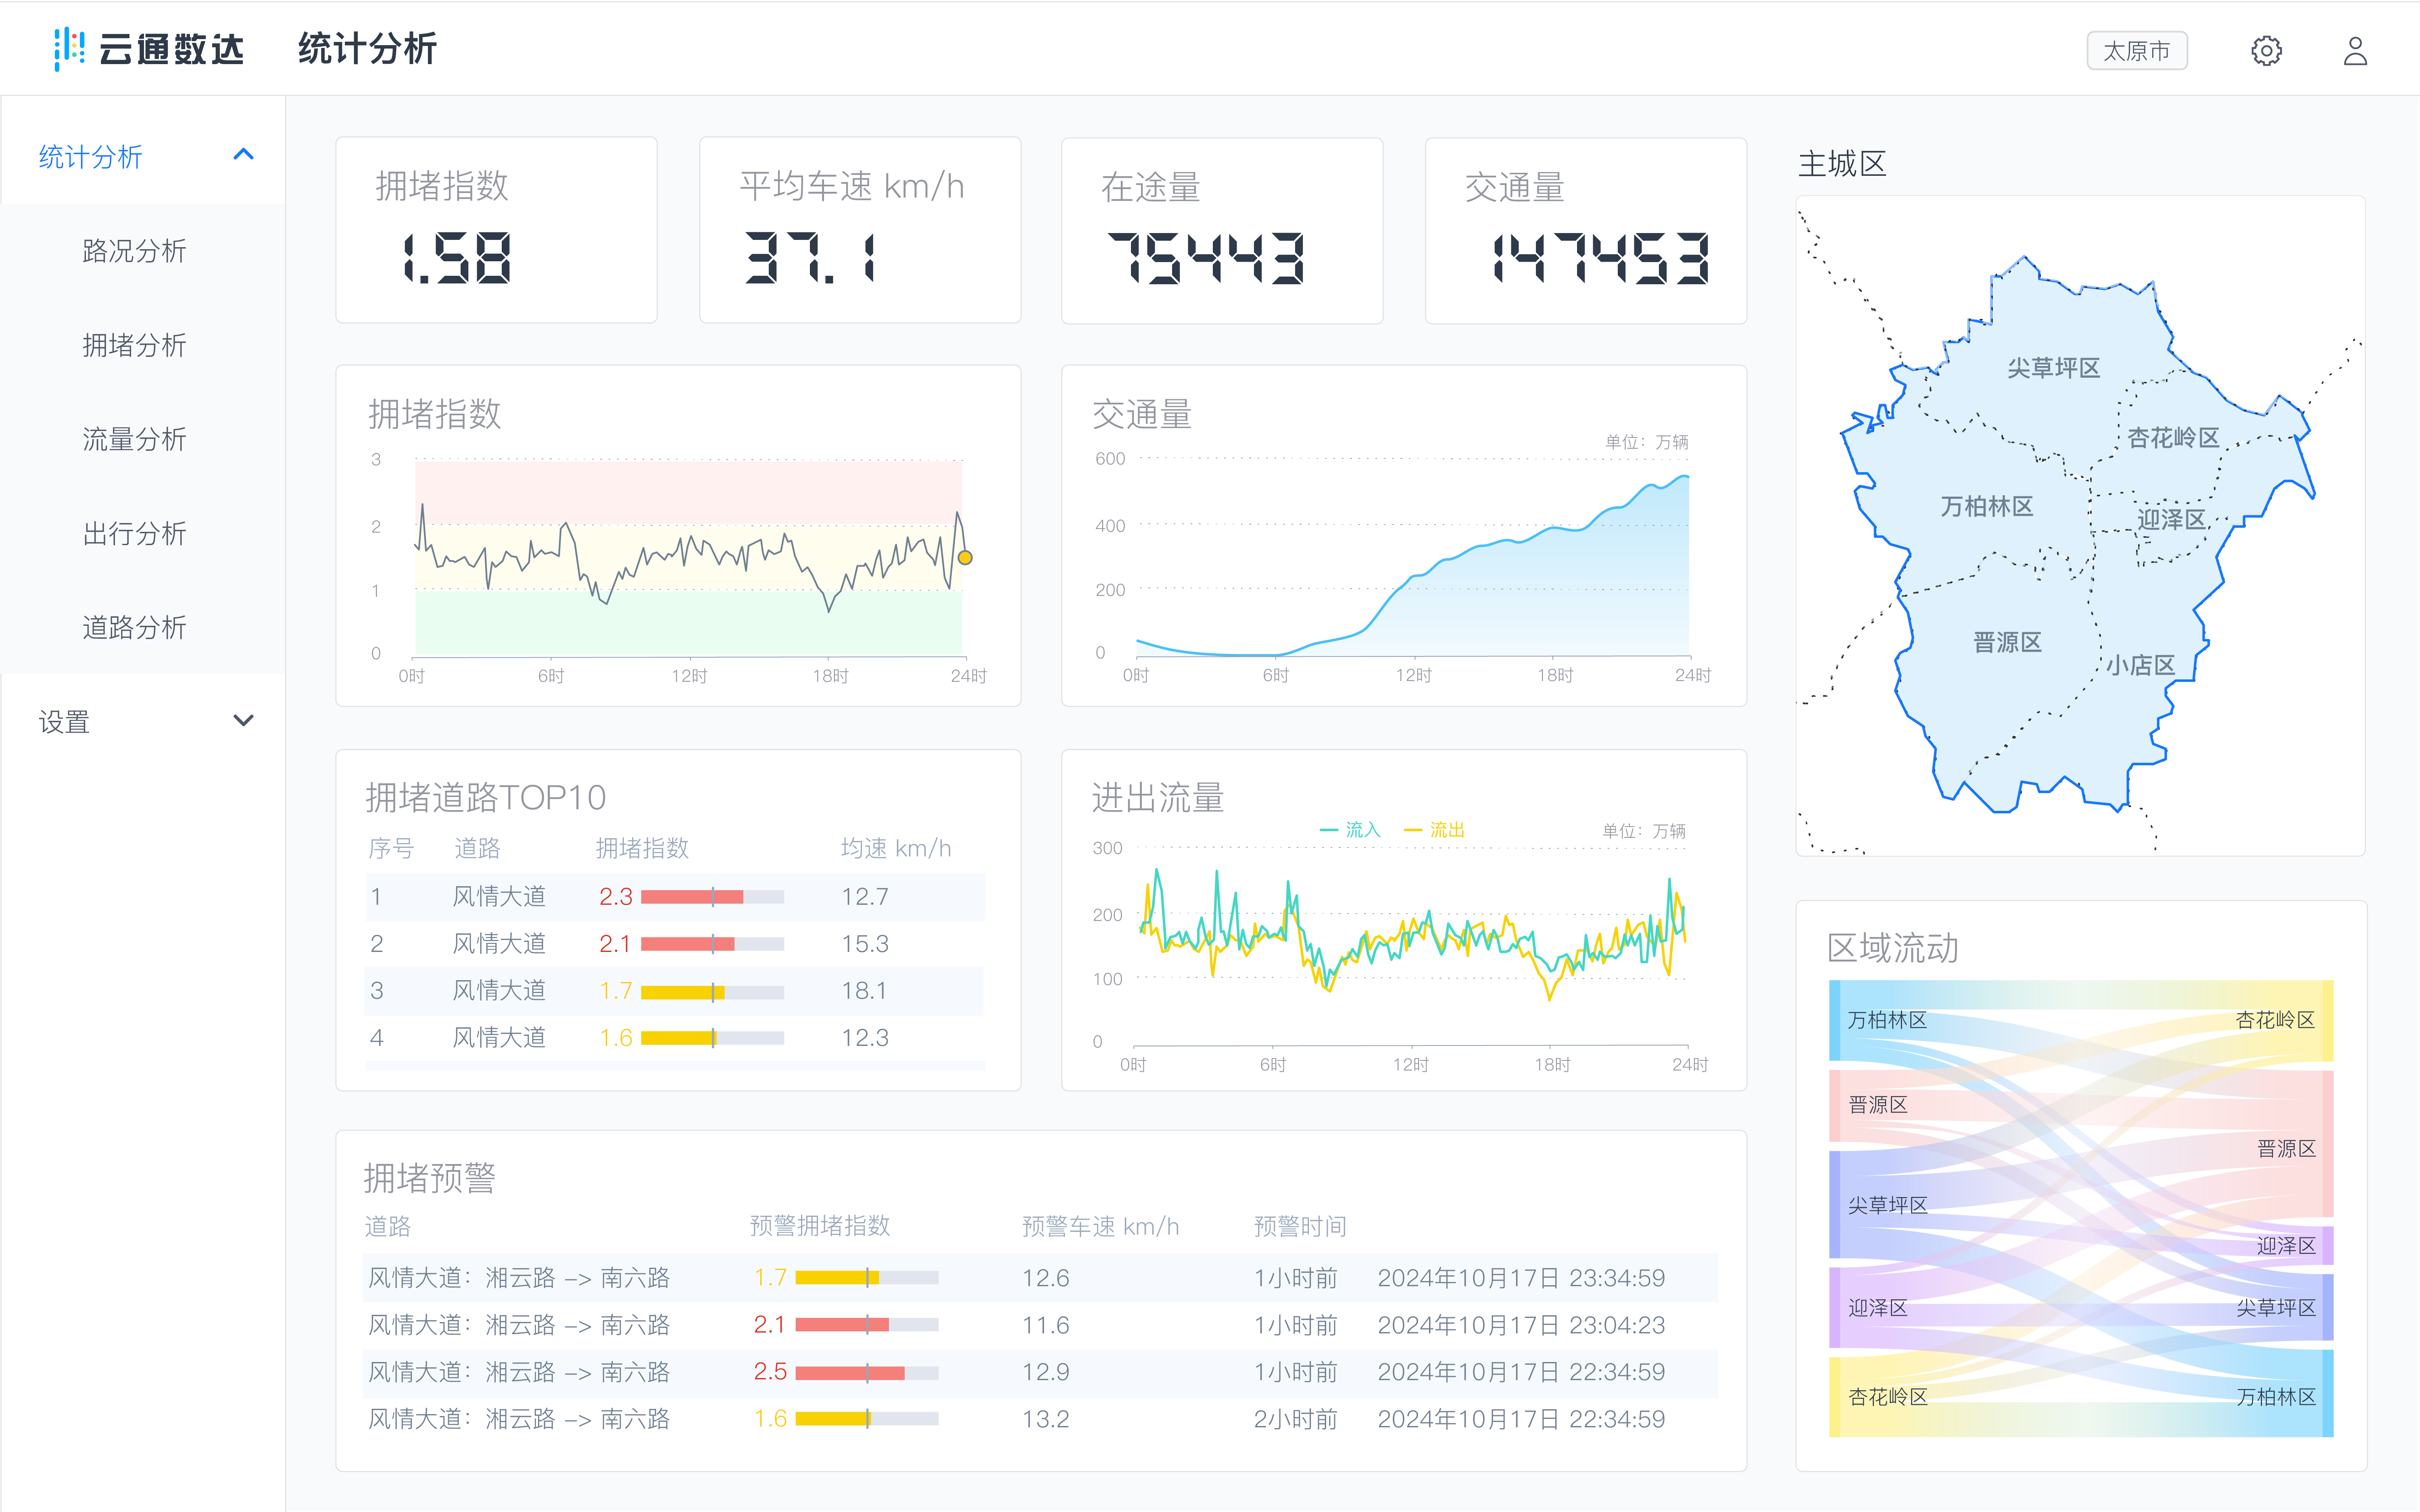 云通数达 统计分析 太原市
统计分析
路况分析
拥堵分析
流量分析
出行分析
道路分析
设置
拥堵指数
1.58
平均车速 km/h
37.1
在途量
75443
交通量
147453
拥堵指数
3
2
1
0
0时 6时 12时 18时 24时
交通量
单位：万辆
600
400
200
0
0时 6时 12时 18时 24时
拥堵道路TOP10
序号 道路 拥堵指数 均速 km/h
1 风情大道 2.3 12.7
2 风情大道 2.1 15.3
3 风情大道 1.7 18.1
4 风情大道 1.6 12.3
进出流量
流入 流出 单位：万辆
300
200
100
0
0时 6时 12时 18时 24时
拥堵预警
道路 预警拥堵指数 预警车速 km/h 预警时间
风情大道：湘云路 –> 南六路 1.7 12.6 1小时前 2024年10月17日 23:34:59
风情大道：湘云路 –> 南六路 2.1 11.6 1小时前 2024年10月17日 23:04:23
风情大道：湘云路 –> 南六路 2.5 12.9 1小时前 2024年10月17日 22:34:59
风情大道：湘云路 –> 南六路 1.6 13.2 2小时前 2024年10月17日 22:34:59
主城区
尖草坪区
杏花岭区
万柏林区
迎泽区
晋源区
小店区
区域流动
万柏林区 杏花岭区
晋源区
晋源区
尖草坪区
迎泽区
迎泽区 尖草坪区
杏花岭区 万柏林区